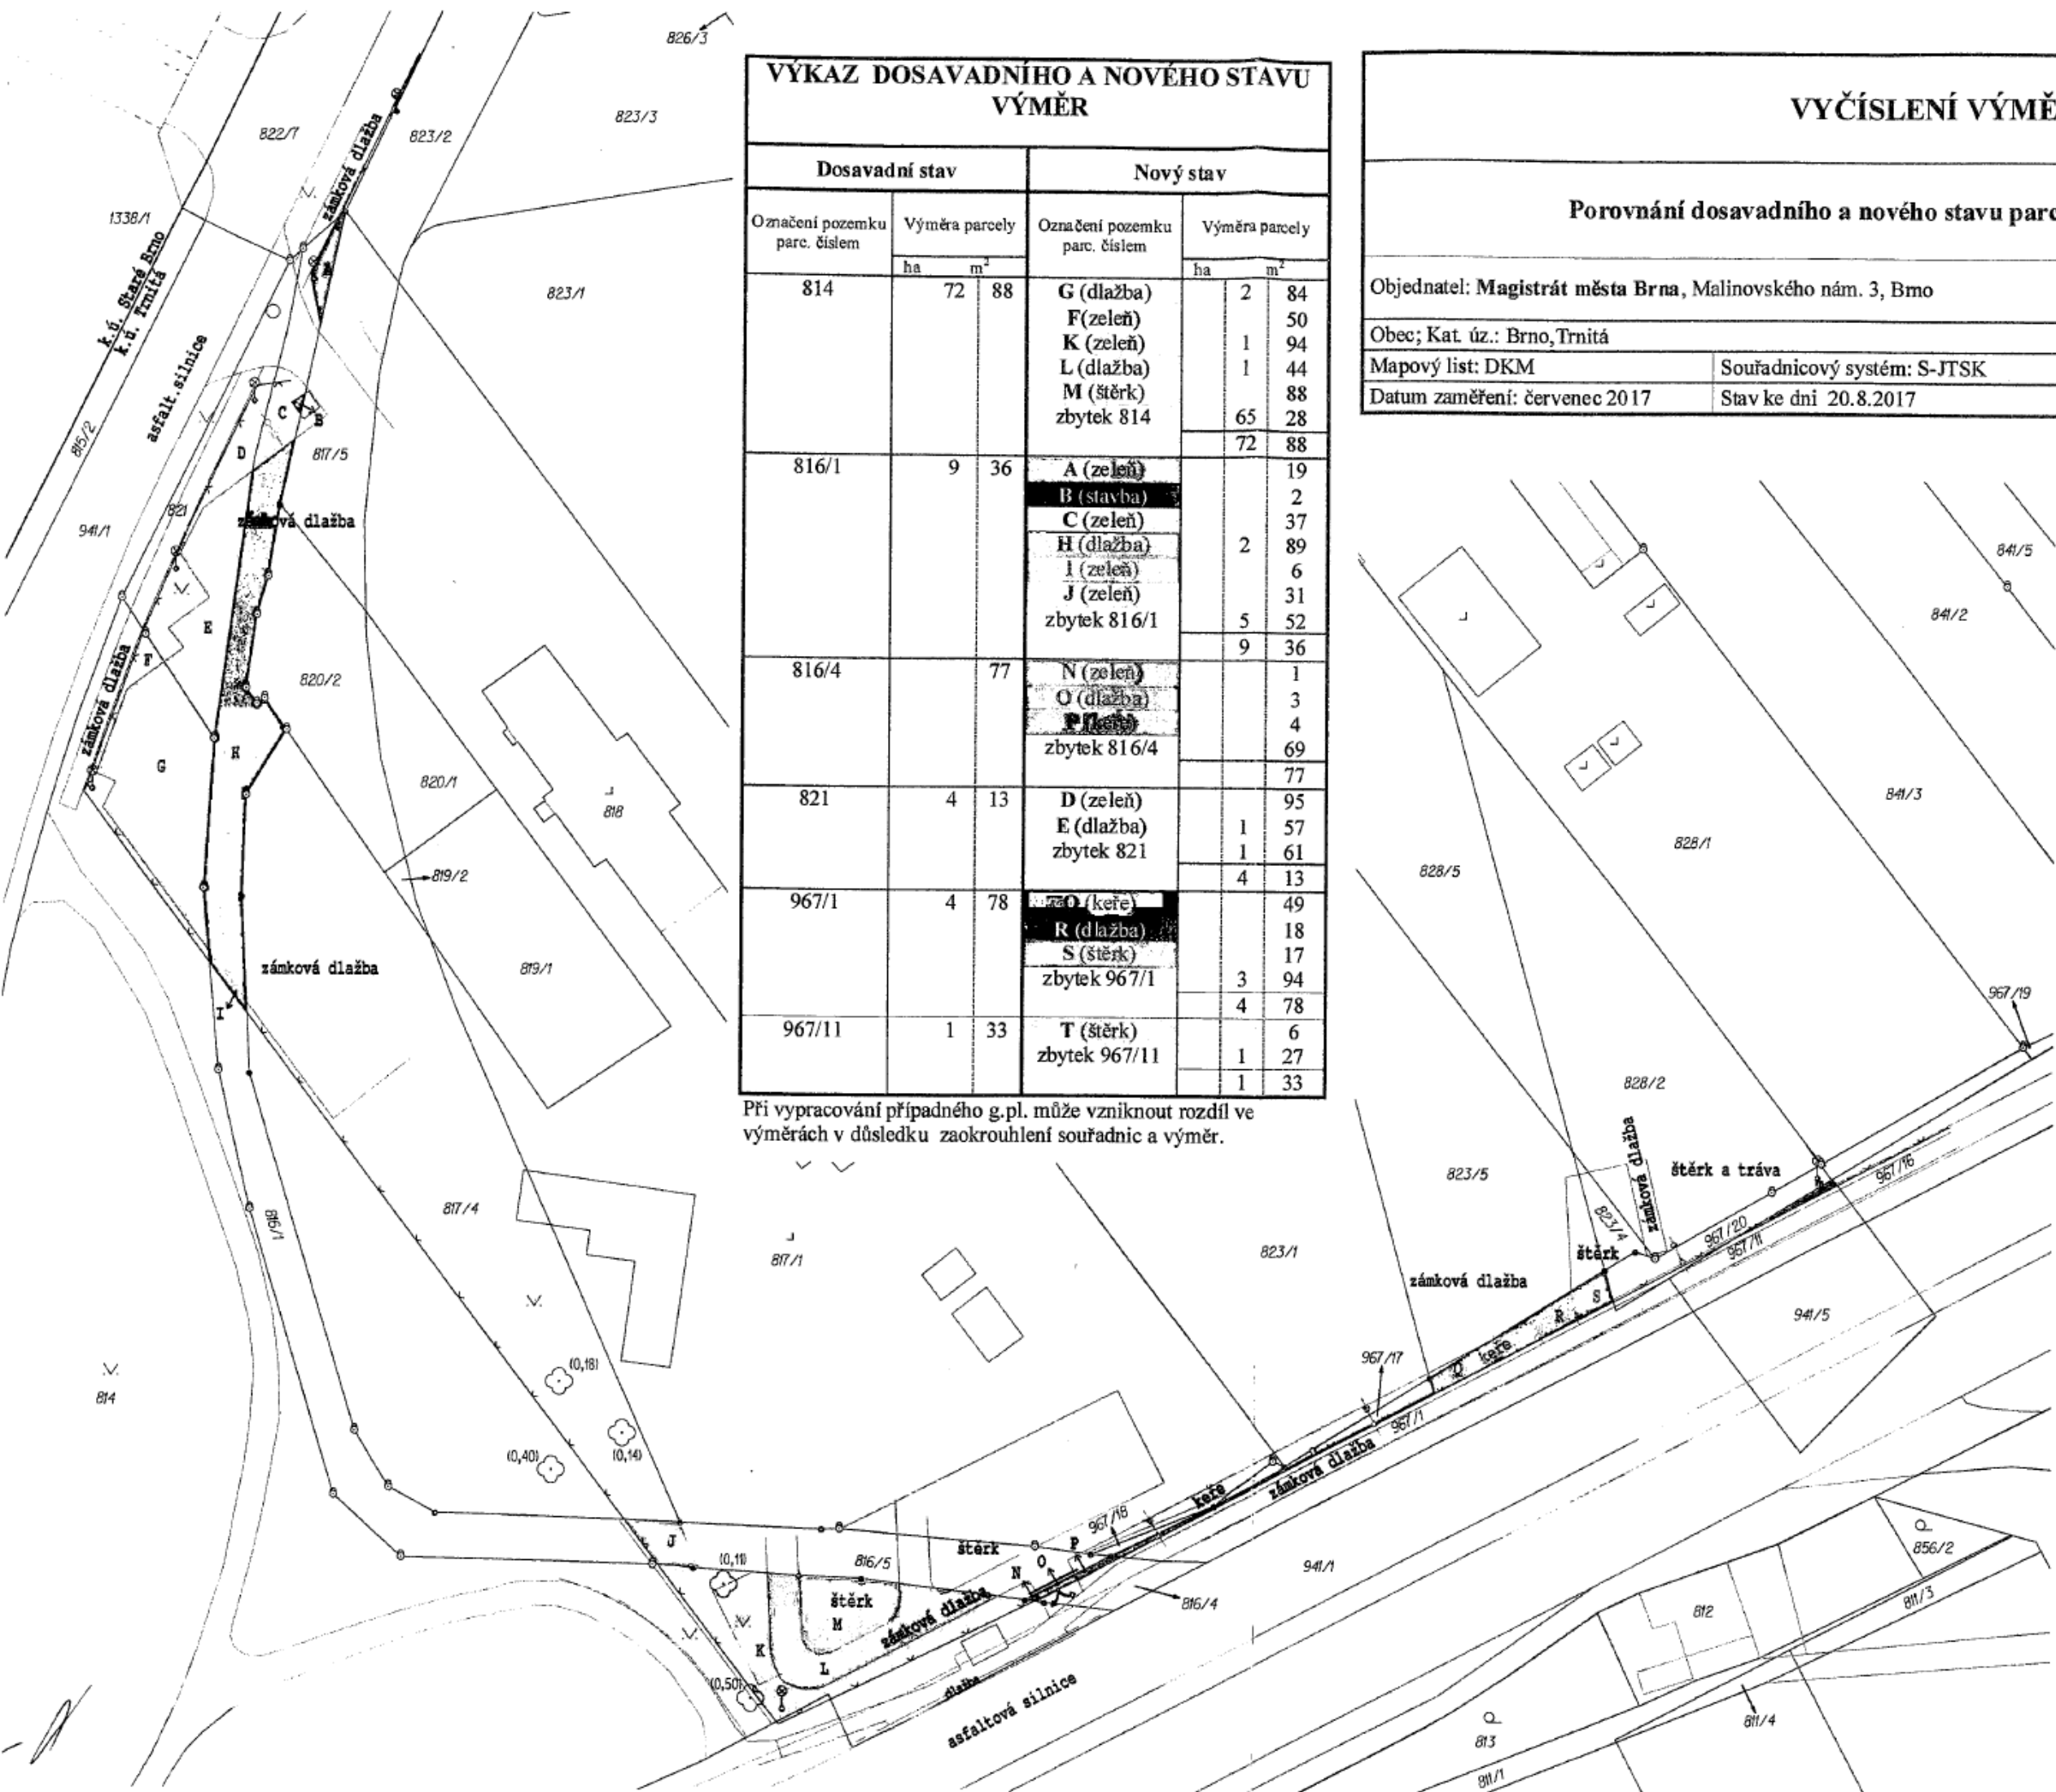 VÝKAZ DOSAVADNÍHO A NOVÉHO STAVU
VÝMĚR
Dosavadní stav Nový stav
Označení pozemku parc. číslem Výměra parcely Označení pozemku parc. číslem Výměra parcely
ha m² ha m²
814 72 88 G (dlažba) 2 84
F(zeleň) 50
K (zeleň) 1 94
L (dlažba) 1 44
M (štěrk) 88
zbytek 814 65 28
72 88
816/1 9 36 A (zeleň) 19
B (stavba) 2
C (zeleň) 37
H (dlažba) 2 89
I (zeleň) 6
J (zeleň) 31
zbytek 816/1 5 52
9 36
816/4 77 N (zeleň) 1
O (dlažba) 3
P (keře) 4
zbytek 816/4 69
77
821 4 13 D (zeleň) 95
E (dlažba) 1 57
zbytek 821 1 61
4 13
967/1 4 78 (keře) 49
R (dlažba) 18
S (štěrk) 17
zbytek 967/1 3 94
4 78
967/11 1 33 T (štěrk) 6
zbytek 967/11 1 27
1 33
Při vypracování případného g.pl. může vzniknout rozdíl ve
výměrách v důsledku zaokrouhlení souřadnic a výměr.
VYČÍSLENÍ VÝMĚ
Porovnání dosavadního a nového stavu parc
Objednatel: Magistrát města Brna, Malinovského nám. 3, Brno
Obec; Kat. úz.: Brno,Trnitá
Mapový list: DKM Souřadnicový systém: S-JTSK
Datum zaměření: červenec 2017 Stav ke dni 20.8.2017
826/3
823/3
822/7
823/2
zámková dlažba
1338/1
k.ú. Staré Brno
k.ú. Trnitá
823/1
asfalt.silnice
815/2
C
B
D
817/5
821
941/1
zámková dlažba
E
F
820/2
zámková dlažba
G
H
820/1
818
819/2
zámková dlažba
819/1
I
816/1
817/4
817/1
814
(0,18)
(0,40)
(0,14)
J
(0,11)
816/5
štěrk
štěrk
M
K
L
(0,50)
zámková dlažba
N
O
P
967/18
keře
zámková dlažba
816/4
dlažba
asfaltová silnice
941/1
823/1
967/17
967/1
keře
R
S
zámková dlažba
štěrk
823/4
823/5
zámková dlažba
štěrk a tráva
828/2
967/20
967/11
967/16
967/19
941/5
828/5
828/1
841/3
841/2
841/5
856/2
812
811/3
811/4
813
811/1